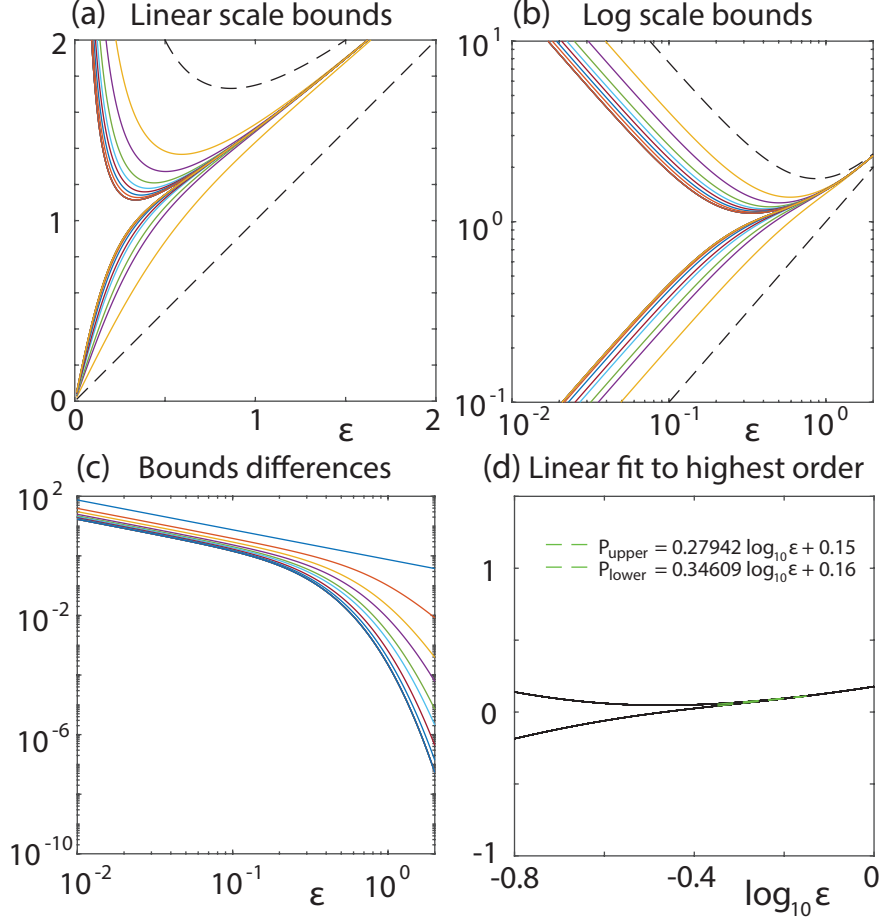 (a) Linear scale bounds
2
1
0
0
1
ε
2
(b) Log scale bounds
10^1
10^0
10^-1
10^-2
10^-1
ε
10^0
(c) Bounds differences
10^2
10^-2
10^-6
10^-10
10^-2
10^-1
ε
10^0
(d) Linear fit to highest order
P_upper = 0.27942 log_10 ε + 0.15
P_lower = 0.34609 log_10 ε + 0.16
1
0
-1
-0.8
-0.4
0
log_10 ε